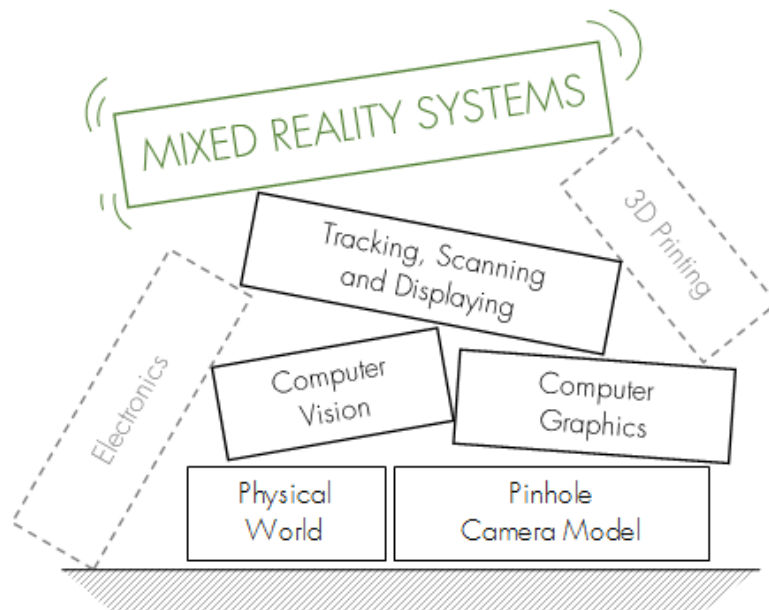 MIXED REALITY SYSTEMS
3D Printing
Tracking, Scanning
and Displaying
Electronics
Computer
Vision
Computer
Graphics
Physical
World
Pinhole
Camera Model